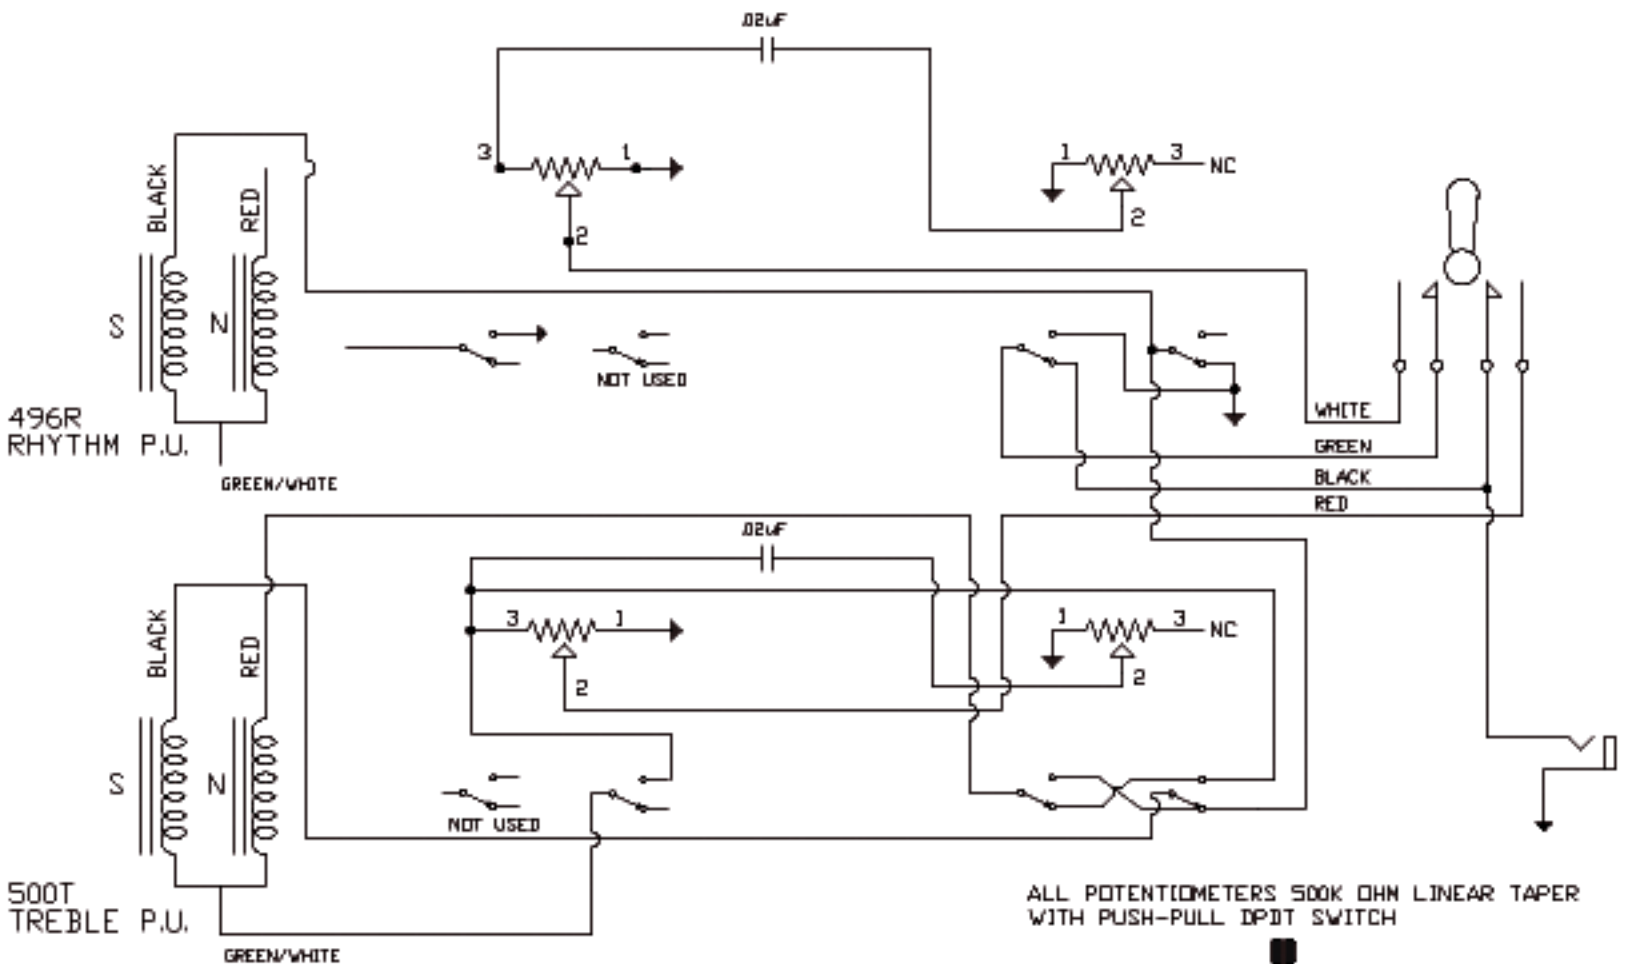 .02uF
BLACK
RED
3
1
2
1
3
NC
2
S
N
NOT USED
496R
RHYTHM P.U.
GREEN/WHITE
WHITE
GREEN
BLACK
RED
.02uF
BLACK
RED
3
1
2
1
3
NC
2
S
N
NOT USED
500T
TREBLE P.U.
GREEN/WHITE
ALL POTENTIOMETERS 500K OHM LINEAR TAPER
WITH PUSH-PULL DPDT SWITCH